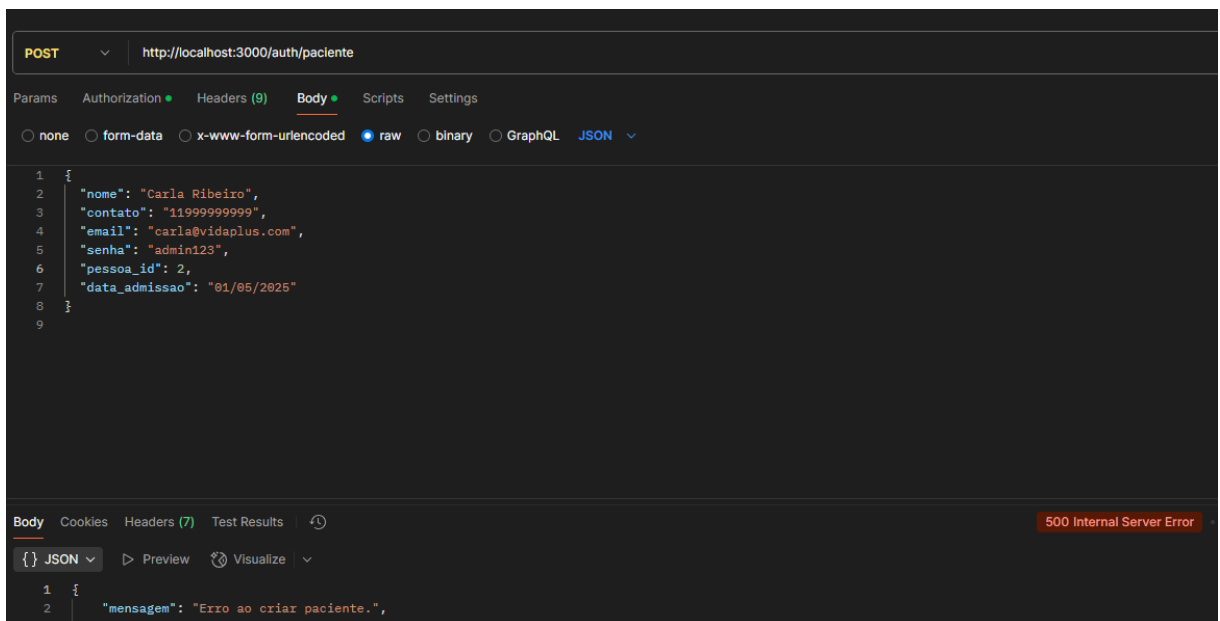 POST http://localhost:3000/auth/paciente
Params Authorization Headers (9) Body Scripts Settings
none form-data x-www-form-urlencoded raw binary GraphQL JSON
1 {
2 "nome": "Carla Ribeiro",
3 "contato": "11999999999",
4 "email": "carla@vidaplus.com",
5 "senha": "admin123",
6 "pessoa_id": 2,
7 "data_admissao": "01/05/2025"
8 }
9
Body Cookies Headers (7) Test Results 500 Internal Server Error
{} JSON Preview Visualize
1 {
2 "mensagem": "Erro ao criar paciente.",